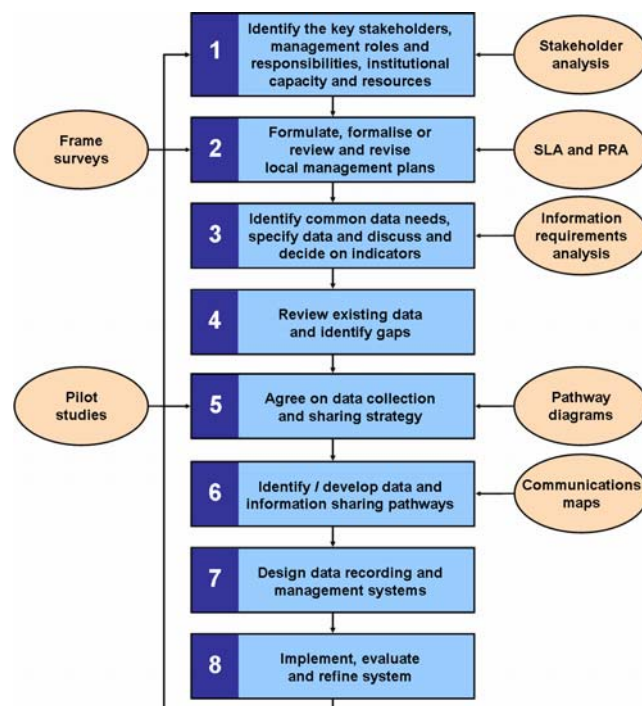 1
Identify the key stakeholders,
management roles and
responsibilities, institutional
capacity and resources
Stakeholder
analysis
Frame
surveys
2
Formulate, formalise or
review and revise
local management plans
SLA and PRA
3
Identify common data needs,
specify data and discuss and
decide on indicators
Information
requirements
analysis
4
Review existing data
and identify gaps
Pilot
studies
5
Agree on data collection
and sharing strategy
Pathway
diagrams
6
Identify / develop data and
information sharing pathways
Communications
maps
7
Design data recording and
management systems
8
Implement, evaluate
and refine system